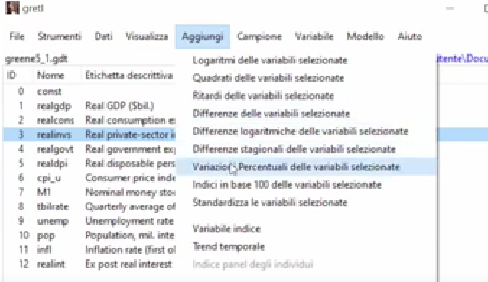 gretl
File Strumenti Dati Visualizza Aggiungi Campione Variabile Modello Aiuto
greene5_1.gdt
ID Nome Etichetta descrittiva
0 const
1 realgdp Real GDP ($bil.)
2 realcons Real consumption e
3 realinvs Real private-sector i
4 realgovt Real government ex
5 realdpi Real disposable pers
6 cpi_u Consumer price inde
7 M1 Nominal money sto
8 tbilrate Quarterly average of
9 unemp Unemployment rate
10 pop Population, mil. inte
11 infl Inflation rate (first ol
12 realint Ex post real interest
Logaritmi delle variabili selezionate
Quadrati delle variabili selezionate
Ritardi delle variabili selezionate
Differenze delle variabili selezionate
Differenze logaritmiche delle variabili selezionate
Differenze stagionali delle variabili selezionate
Variazioni Percentuali delle variabili selezionate
Indici in base 100 delle variabili selezionate
Standardizza le variabili selezionate
Variabile indice
Trend temporale
Indice panel degli individui
itente\Docu